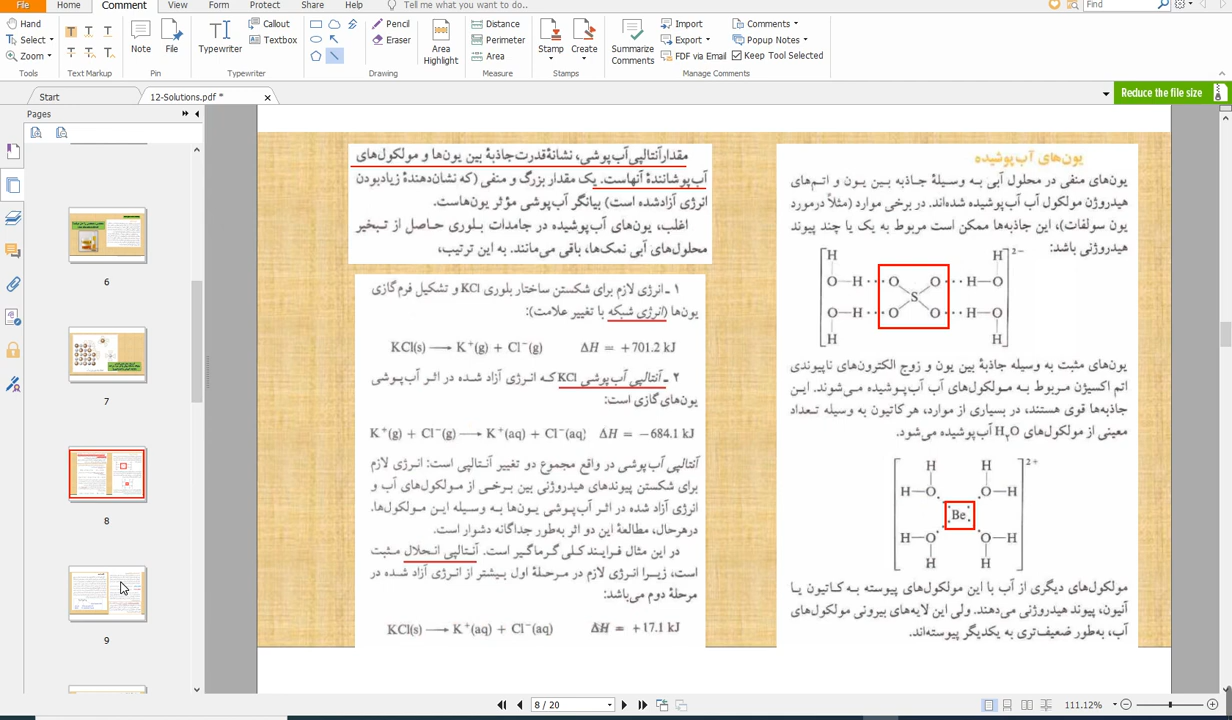 File
Home
Comment
View
Form
Protect
Share
Help
Tell me what you want to do..
Find
Hand
Select
Zoom
Tools
Text Markup
Note
File
Pin
Typewriter
Callout
Textbox
Typewriter
Pencil
Eraser
Drawing
Area Highlight
Distance
Perimeter
Area
Measure
Stamp
Create
Stamps
Summarize Comments
Import
Export
FDF via Email
Comments
Popup Notes
Keep Tool Selected
Manage Comments
Start
12-Solutions.pdf *
Reduce the file size
Pages
6
7
8
9
یون‌های آب‌پوشیده
یون‌های منفی در محلول آبی به وسیلهٔ جاذبه بین یون و اتم‌های
هیدروژن مولکول آب آب‌پوشیده شده‌اند. در برخی موارد (مثلاً درمورد
یون سولفات)، این جاذبه‌ها ممکن است مربوط به یک یا چند پیوند
هیدروژنی باشد:
H H 2−
O—H···O O···H—O
S
O—H···O O···H—O
H H
یون‌های مثبت به وسیله جاذبهٔ بین یون و زوج الکترون‌های ناپیوندی
اتم اکسیژن مربوط به مولکول‌های آب آب‌پوشیده می‌شوند. این
جاذبه‌ها قوی هستند، در بسیاری از موارد، هر کاتیون به وسیله تعداد
معینی از مولکول‌های H۲O آب‌پوشیده می‌شود.
H H 2+
H—O O—H
Be
H—O O—H
H H
مولکول‌های دیگری از آب با این مولکول‌های پیوسته به کاتیون یا
آنیون، پیوند هیدروژنی می‌دهند. ولی این لایه‌های بیرونی مولکول‌های
آب، به‌طور ضعیف‌تری به یکدیگر پیوسته‌اند.
مقدار آنتالپی آب‌پوشی، نشانهٔ قدرت جاذبهٔ بین یون‌ها و مولکول‌های
آب‌پوشانندهٔ آنهاست. یک مقدار بزرگ و منفی (که نشان‌دهندهٔ زیاد بودن
انرژی آزاد شده است) بیانگر آب‌پوشی مؤثر یون‌هاست.
اغلب، یون‌های آب‌پوشیده در جامدات بلوری حاصل از تبخیر
محلول‌های آبی نمک‌ها، باقی می‌مانند. به این ترتیب،
۱ ـ انرژی لازم برای شکستن ساختار بلوری KCl و تشکیل فرم گازی
یون‌ها (انرژی شبکه با تغییر علامت):
KCl(s) ⟶ K⁺(g) + Cl⁻(g) ΔH = +701.2 kJ
۲ ـ آنتالپی آب‌پوشی KCl که انرژی آزاد شده در اثر آب‌پوشی
یون‌های گازی است:
K⁺(g) + Cl⁻(g) ⟶ K⁺(aq) + Cl⁻(aq) ΔH = −684.1 kJ
آنتالپی آب‌پوشی در واقع مجموع دو تغییر آنتالپی است: انرژی لازم
برای شکستن پیوندهای هیدروژنی بین برخی از مولکول‌های آب و
انرژی آزاد شده در اثر آب‌پوشی یون‌ها به وسیله این مولکول‌ها.
درهرحال، مطالعهٔ این دو اثر به‌طور جداگانه دشوار است.
در این مثال فرایند کلی گرماگیر است. آنتالپی انحلال مثبت
است، زیرا انرژی لازم در مرحلهٔ اول بیشتر از انرژی آزاد شده در
مرحلهٔ دوم می‌باشد:
KCl(s) ⟶ K⁺(aq) + Cl⁻(aq) ΔH = +17.1 kJ
8 / 20
111.12%